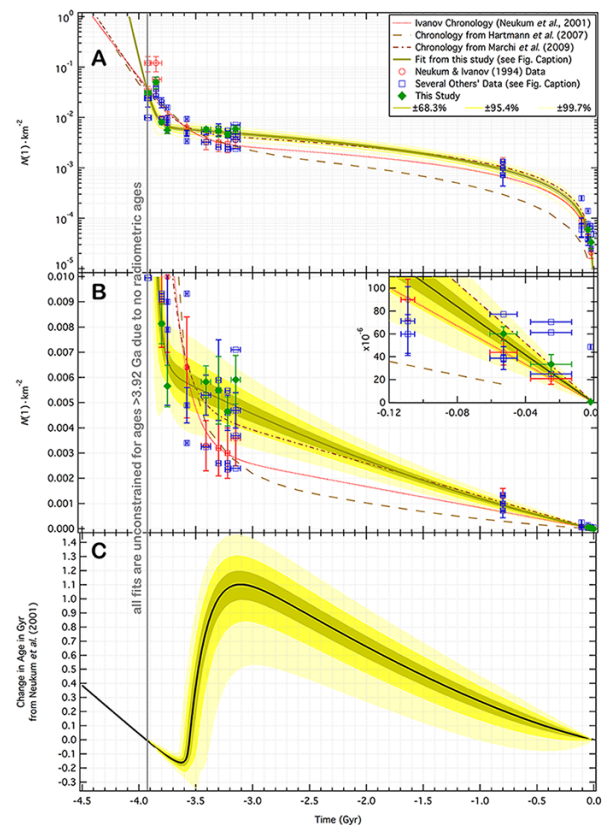 A
Ivanov Chronology (Neukum et al., 2001)
Chronology from Hartmann et al. (2007)
Chronology from Marchi et al. (2009)
Fit from this study (see Fig. Caption)
Neukum & Ivanov (1994) Data
Several Others' Data (see Fig. Caption)
This Study
±68.3% ±95.4% ±99.7%
10⁰
10⁻¹
10⁻²
10⁻³
10⁻⁴
10⁻⁵
N(1) · km⁻²
all fits are unconstrained for ages >3.92 Ga due to no radiometric ages
B
0.010
0.009
0.008
0.007
0.006
0.005
0.004
0.003
0.002
0.001
0.000
N(1) · km⁻²
x10⁻⁶
100
80
60
40
20
0
-0.12 -0.08 -0.04 0.00
C
1.4
1.3
1.2
1.1
1.0
0.9
0.8
0.7
0.6
0.5
0.4
0.3
0.2
0.1
0.0
-0.1
-0.2
-0.3
Change in Age in Gyr
from Neukum et al. (2001)
-4.5 -4.0 -3.5 -3.0 -2.5 -2.0 -1.5 -1.0 -0.5 0.0
Time (Gyr)